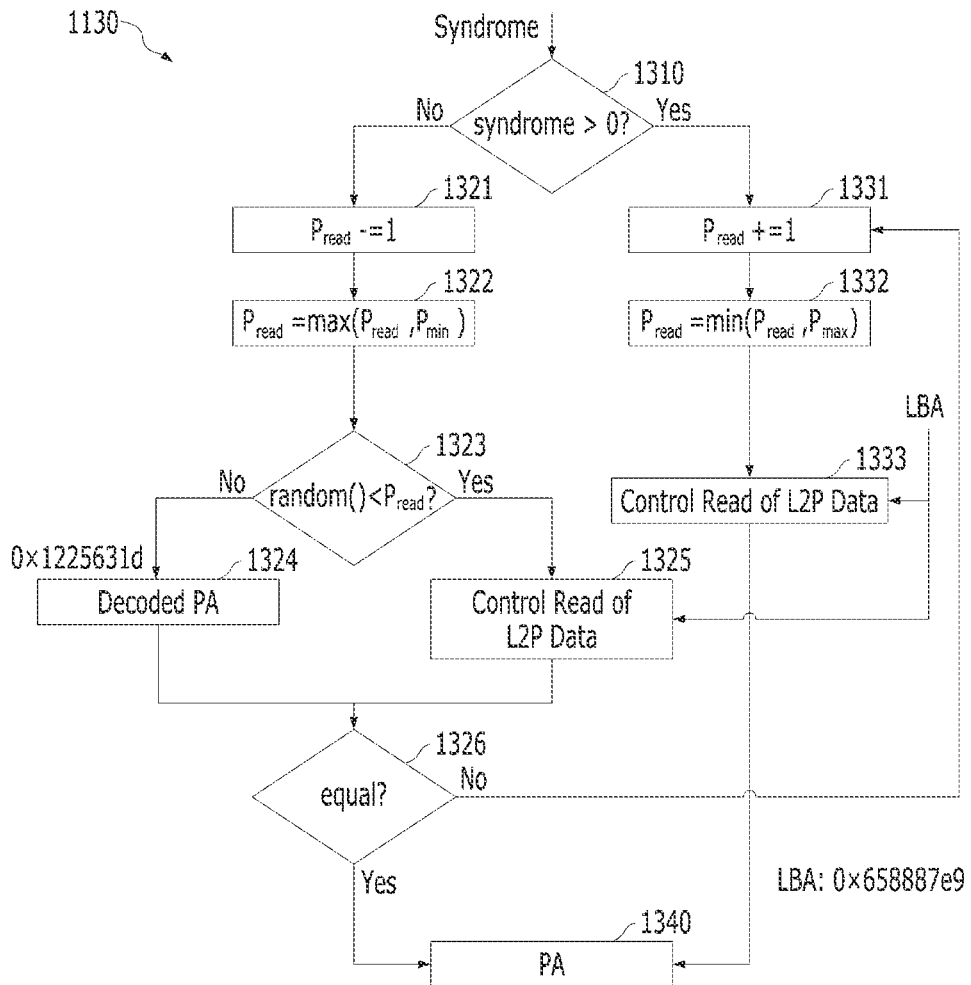 1130
Syndrome
1310
No
syndrome > 0?
Yes
1321
1331
P_read -=1
P_read +=1
1322
1332
P_read =max(P_read ,P_min )
P_read =min(P_read ,P_max)
LBA
1323
1333
No
random()<P_read?
Yes
Control Read of L2P Data
0×1225631d
1324
1325
Decoded PA
Control Read of
L2P Data
1326
equal?
No
Yes
LBA: 0×658887e9
1340
PA